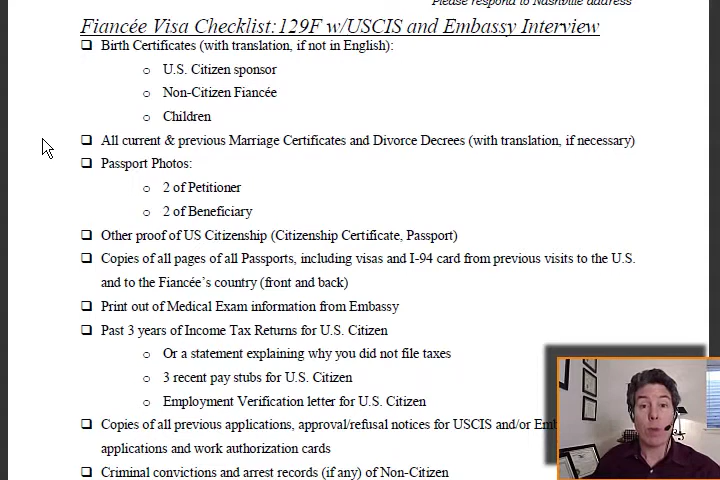 Please respond to Nashville address
Fiancée Visa Checklist:129F w/USCIS and Embassy Interview
❑ Birth Certificates (with translation, if not in English):
o U.S. Citizen sponsor
o Non-Citizen Fiancée
o Children
❑ All current & previous Marriage Certificates and Divorce Decrees (with translation, if necessary)
❑ Passport Photos:
o 2 of Petitioner
o 2 of Beneficiary
❑ Other proof of US Citizenship (Citizenship Certificate, Passport)
❑ Copies of all pages of all Passports, including visas and I-94 card from previous visits to the U.S.
and to the Fiancée's country (front and back)
❑ Print out of Medical Exam information from Embassy
❑ Past 3 years of Income Tax Returns for U.S. Citizen
o Or a statement explaining why you did not file taxes
o 3 recent pay stubs for U.S. Citizen
o Employment Verification letter for U.S. Citizen
❑ Copies of all previous applications, approval/refusal notices for USCIS and/or
applications and work authorization cards
❑ Criminal convictions and arrest records (if any) of Non-Citizen